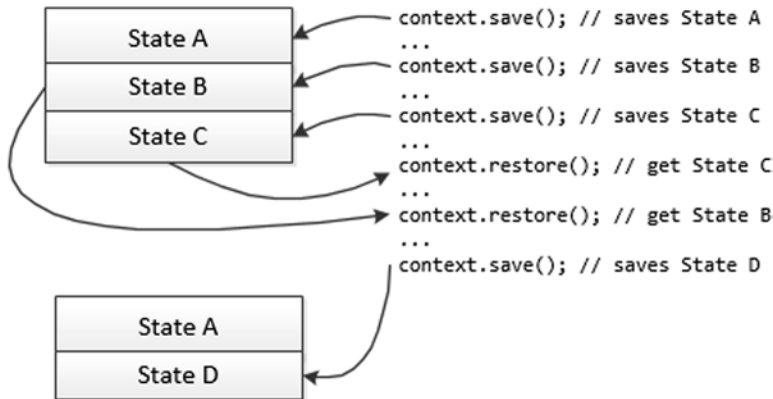 State A
State B
State C
context.save(); // saves State A
...
context.save(); // saves State B
...
context.save(); // saves State C
...
context.restore(); // get State C
...
context.restore(); // get State B
...
context.save(); // saves State D
State A
State D